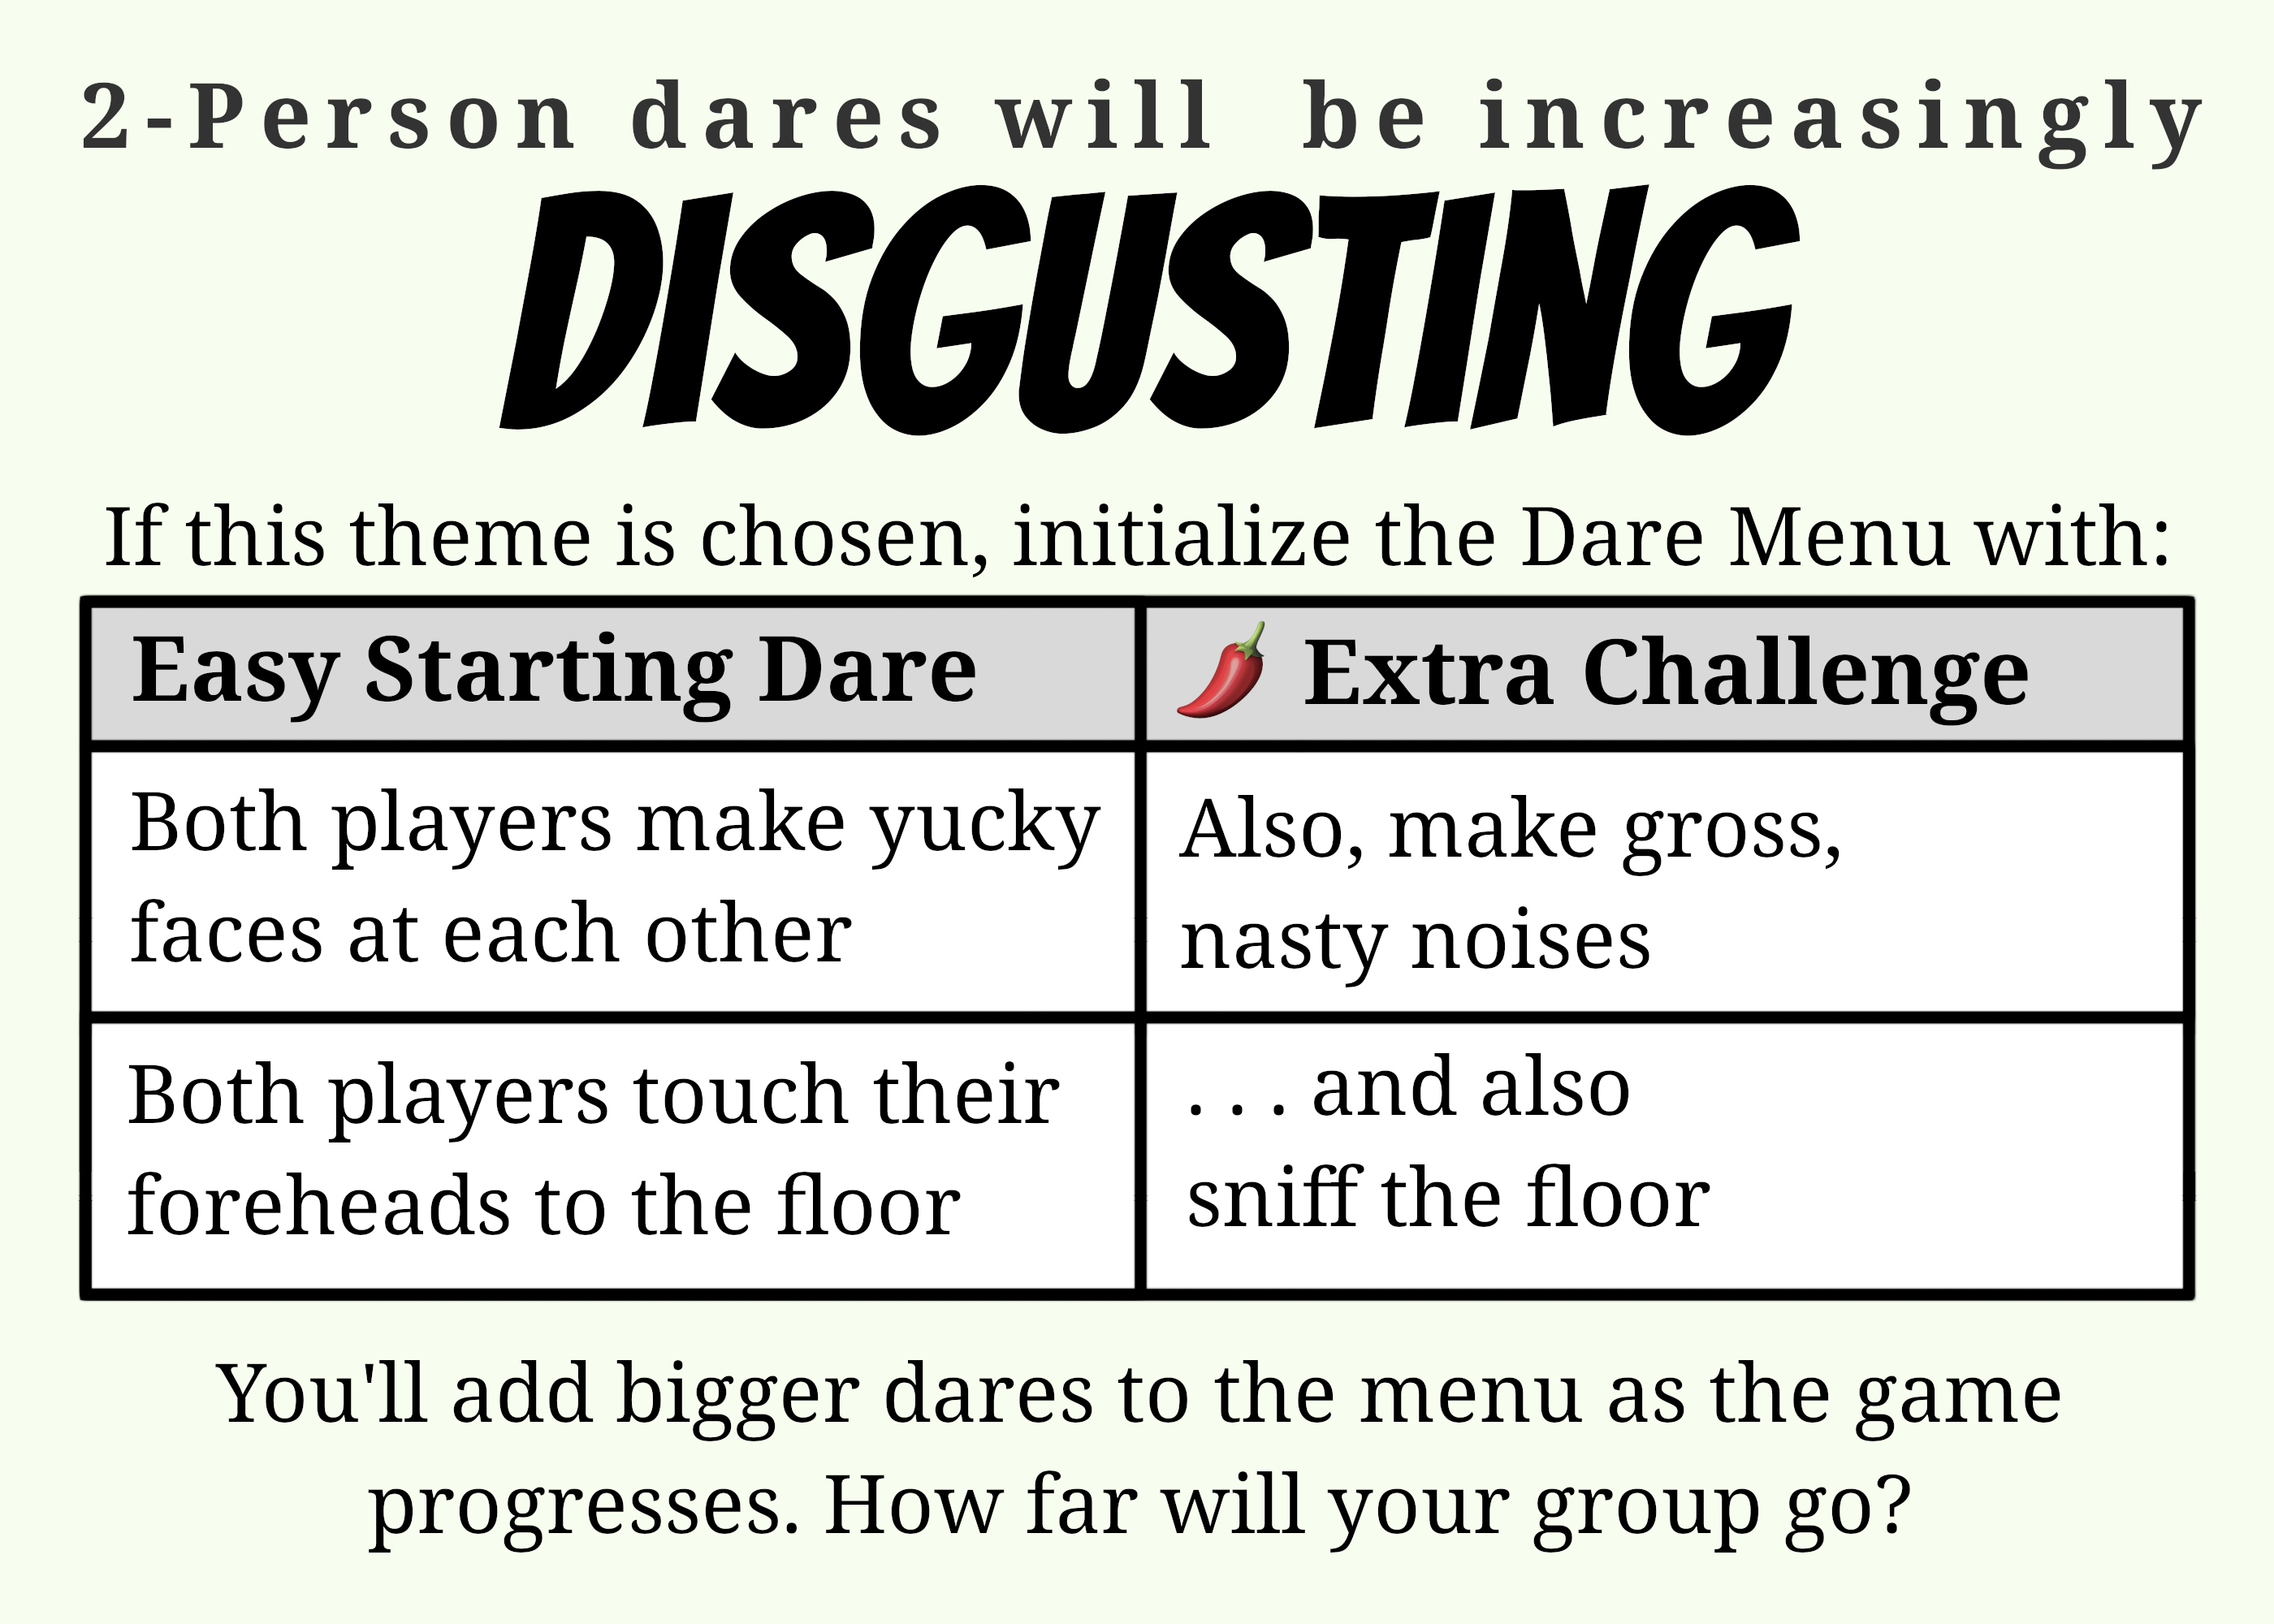 2-Person dares will be increasingly
DISGUSTING
If this theme is chosen, initialize the Dare Menu with:
Easy Starting Dare
🌶️ Extra Challenge
Both players make yucky
faces at each other
Also, make gross,
nasty noises
Both players touch their
foreheads to the floor
. . . and also
sniff the floor
You'll add bigger dares to the menu as the game
progresses. How far will your group go?